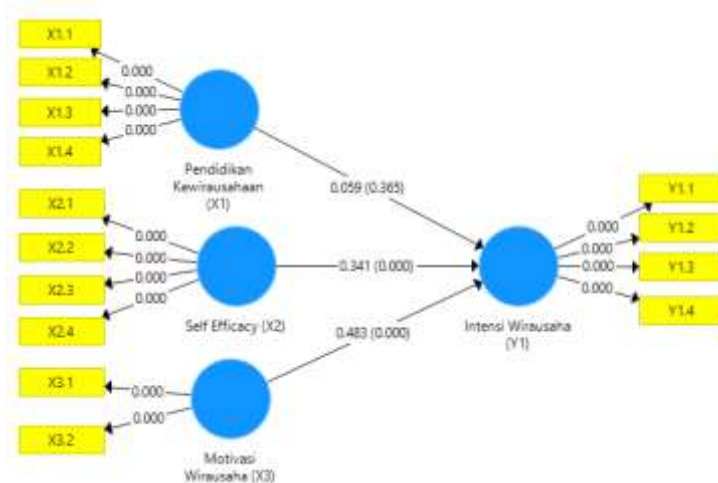 X1.1
X1.2
X1.3
X1.4
0.000
0.000
0.000
0.000
Pendidikan
Kewirausahaan
(X1)
0.059 (0.365)
X2.1
X2.2
X2.3
X2.4
0.000
0.000
0.000
0.000
Self Efficacy (X2)
0.341 (0.000)
X3.1
X3.2
0.000
0.000
Motivasi
Wirausaha (X3)
0.483 (0.000)
Intensi Wirausaha
(Y1)
0.000
0.000
0.000
0.000
Y1.1
Y1.2
Y1.3
Y1.4